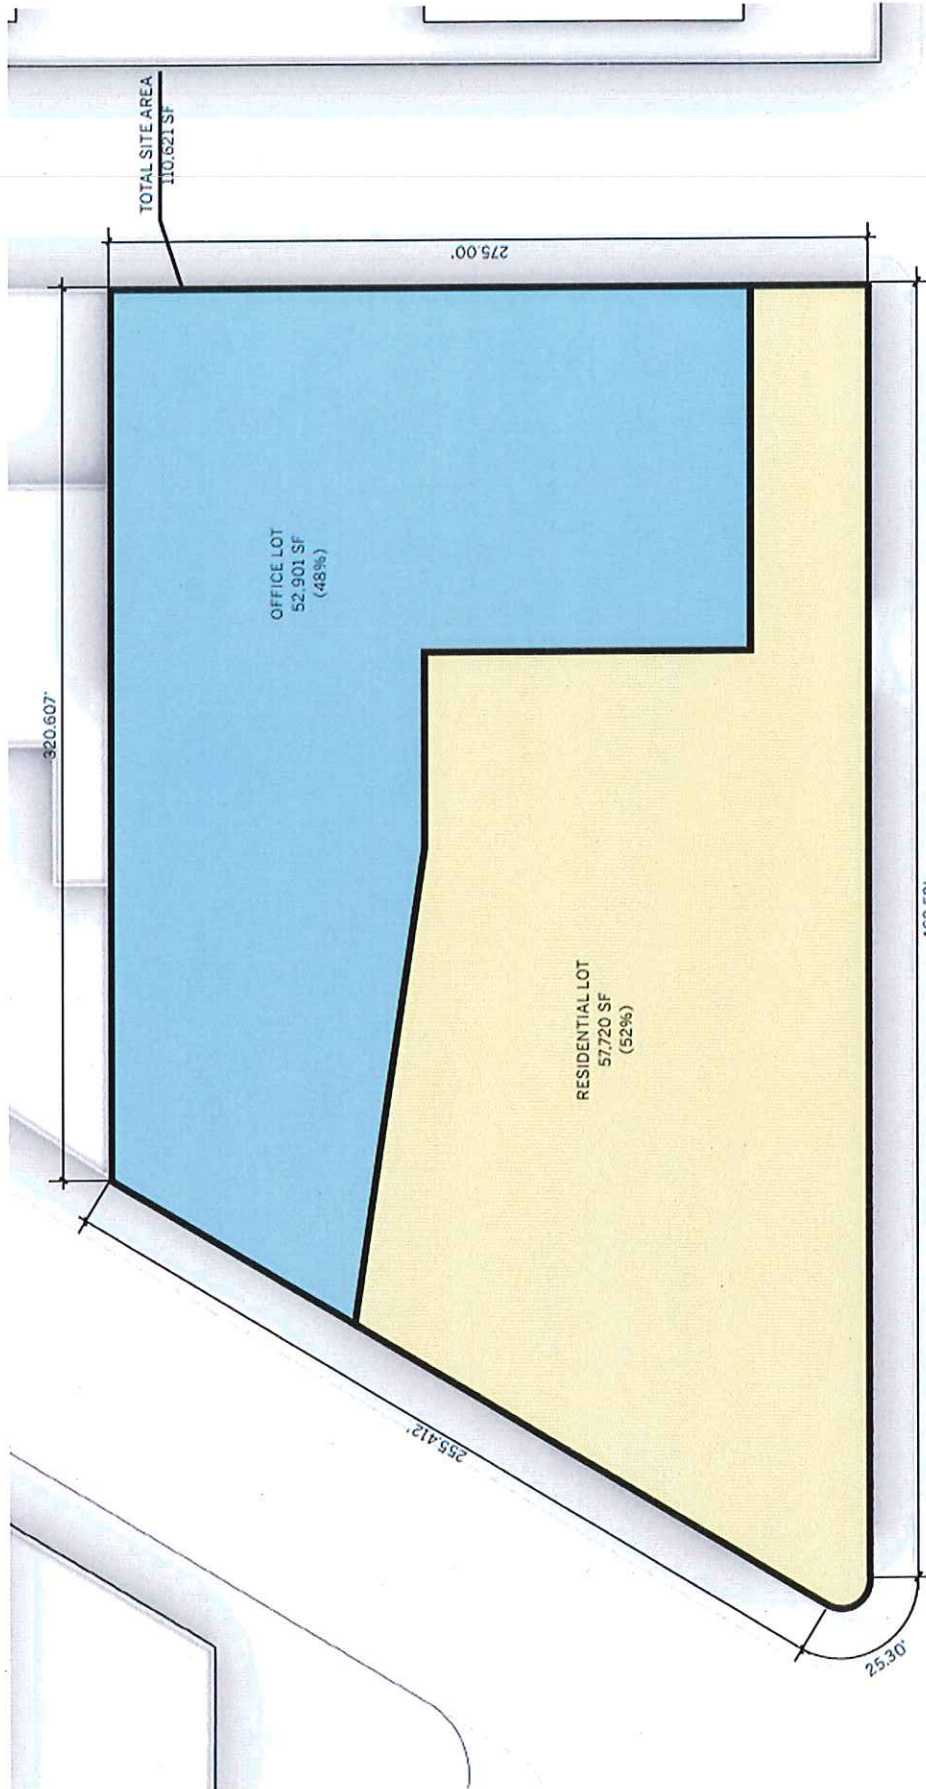 TOTAL SITE AREA
110,621 SF
275.00'
320.607'
OFFICE LOT
52,901 SF
(48%)
RESIDENTIAL LOT
57,720 SF
(52%)
255.412'
25.30'